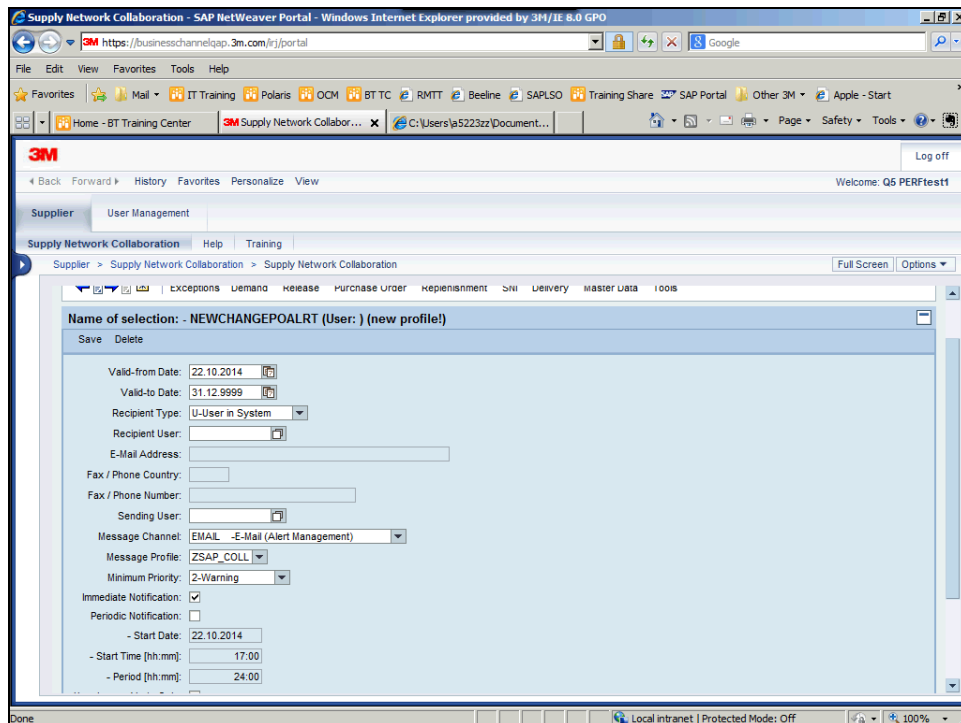 Supply Network Collaboration - SAP NetWeaver Portal - Windows Internet Explorer provided by 3M/IE 8.0 GPO
3M https://businesschannelqap.3m.com/irj/portal
Google
File Edit View Favorites Tools Help
Favorites Mail IT Training Polaris OCM BT TC RMTT Beeline SAPLSO Training Share SAP Portal Other 3M Apple - Start
Home - BT Training Center 3M Supply Network Collabor... X C:\Users\a5223zz\Document... Page Safety Tools
3M Log off
Back Forward History Favorites Personalize View Welcome: Q5 PERFtest1
Supplier User Management
Supply Network Collaboration Help Training
Supplier > Supply Network Collaboration > Supply Network Collaboration Full Screen Options
Exceptions Demand Release Purchase Order Replenishment SNI Delivery Master Data Tools
Name of selection: - NEWCHANGEPOALRT (User: ) (new profile!)
Save Delete
Valid-from Date: 22.10.2014
Valid-to Date: 31.12.9999
Recipient Type: U-User in System
Recipient User:
E-Mail Address:
Fax / Phone Country:
Fax / Phone Number:
Sending User:
Message Channel: EMAIL -E-Mail (Alert Management)
Message Profile: ZSAP_COLL
Minimum Priority: 2-Warning
Immediate Notification:
Periodic Notification:
- Start Date: 22.10.2014
- Start Time [hh:mm]: 17:00
- Period [hh:mm]: 24:00
Done Local intranet | Protected Mode: Off 100%